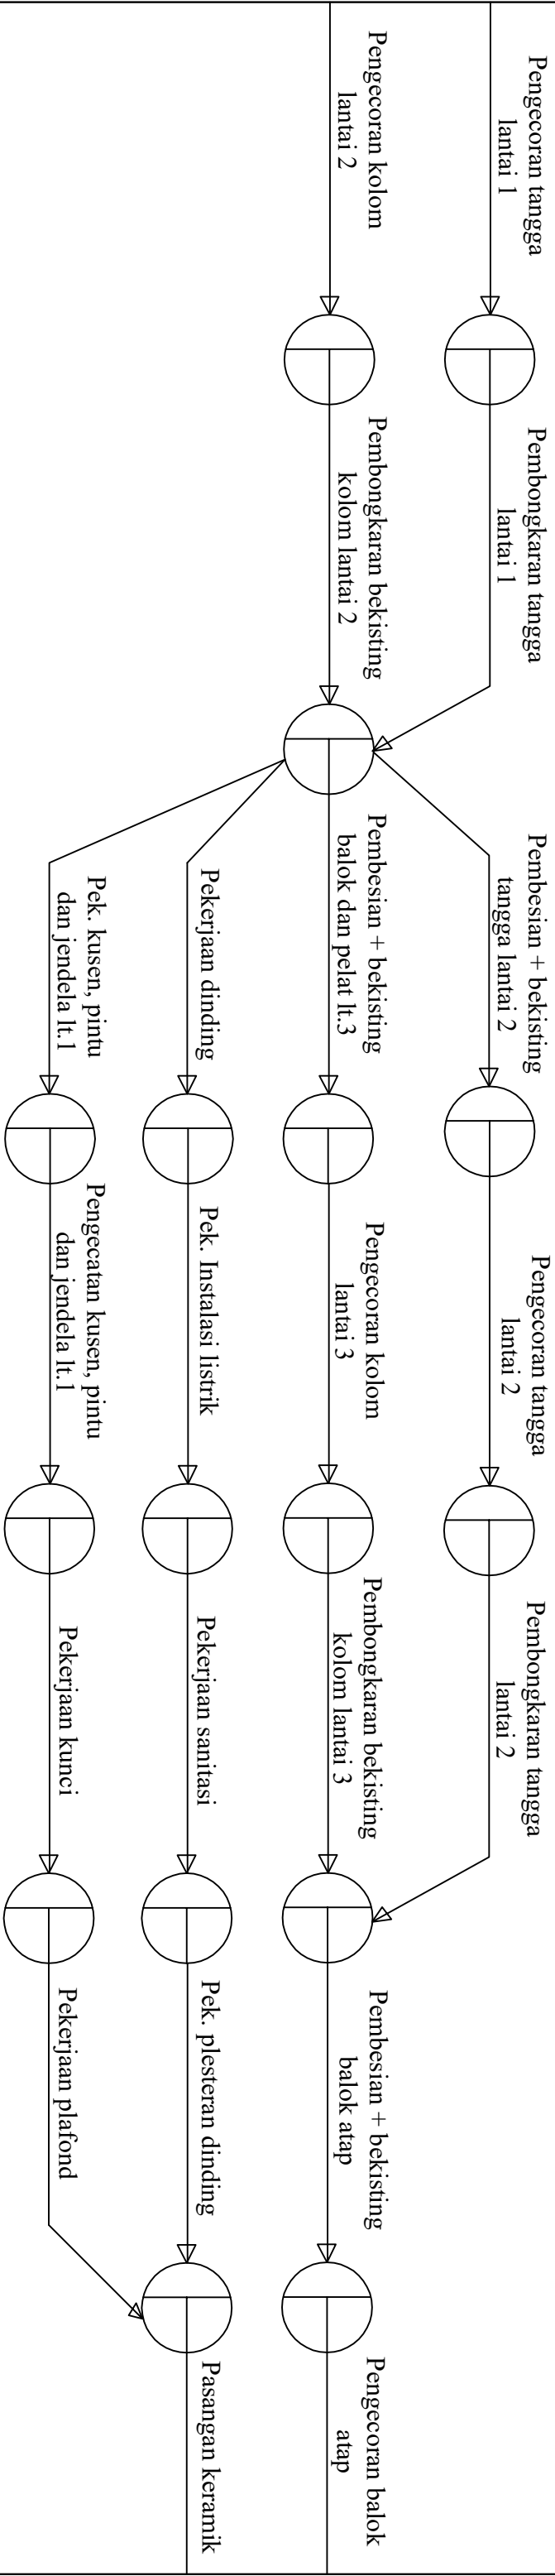 Pengecoran tangga
lantai 1
Pembongkaran tangga
lantai 1
Pembesian + bekisting
tangga lantai 2
Pengecoran tangga
lantai 2
Pembongkaran tangga
lantai 2
Pengecoran kolom
lantai 2
Pembongkaran bekisting
kolom lantai 2
Pembesian + bekisting
balok dan pelat lt.3
Pengecoran kolom
lantai 3
Pembongkaran bekisting
kolom lantai 3
Pembesian + bekisting
balok atap
Pengecoran balok
atap
Pekerjaan dinding
Pek. Instalasi listrik
Pekerjaan sanitasi
Pek. plesteran dinding
Pasangan keramik
Pek. kusen, pintu
dan jendela lt.1
Pengecatan kusen, pintu
dan jendela lt.1
Pekerjaan kunci
Pekerjaan plafond